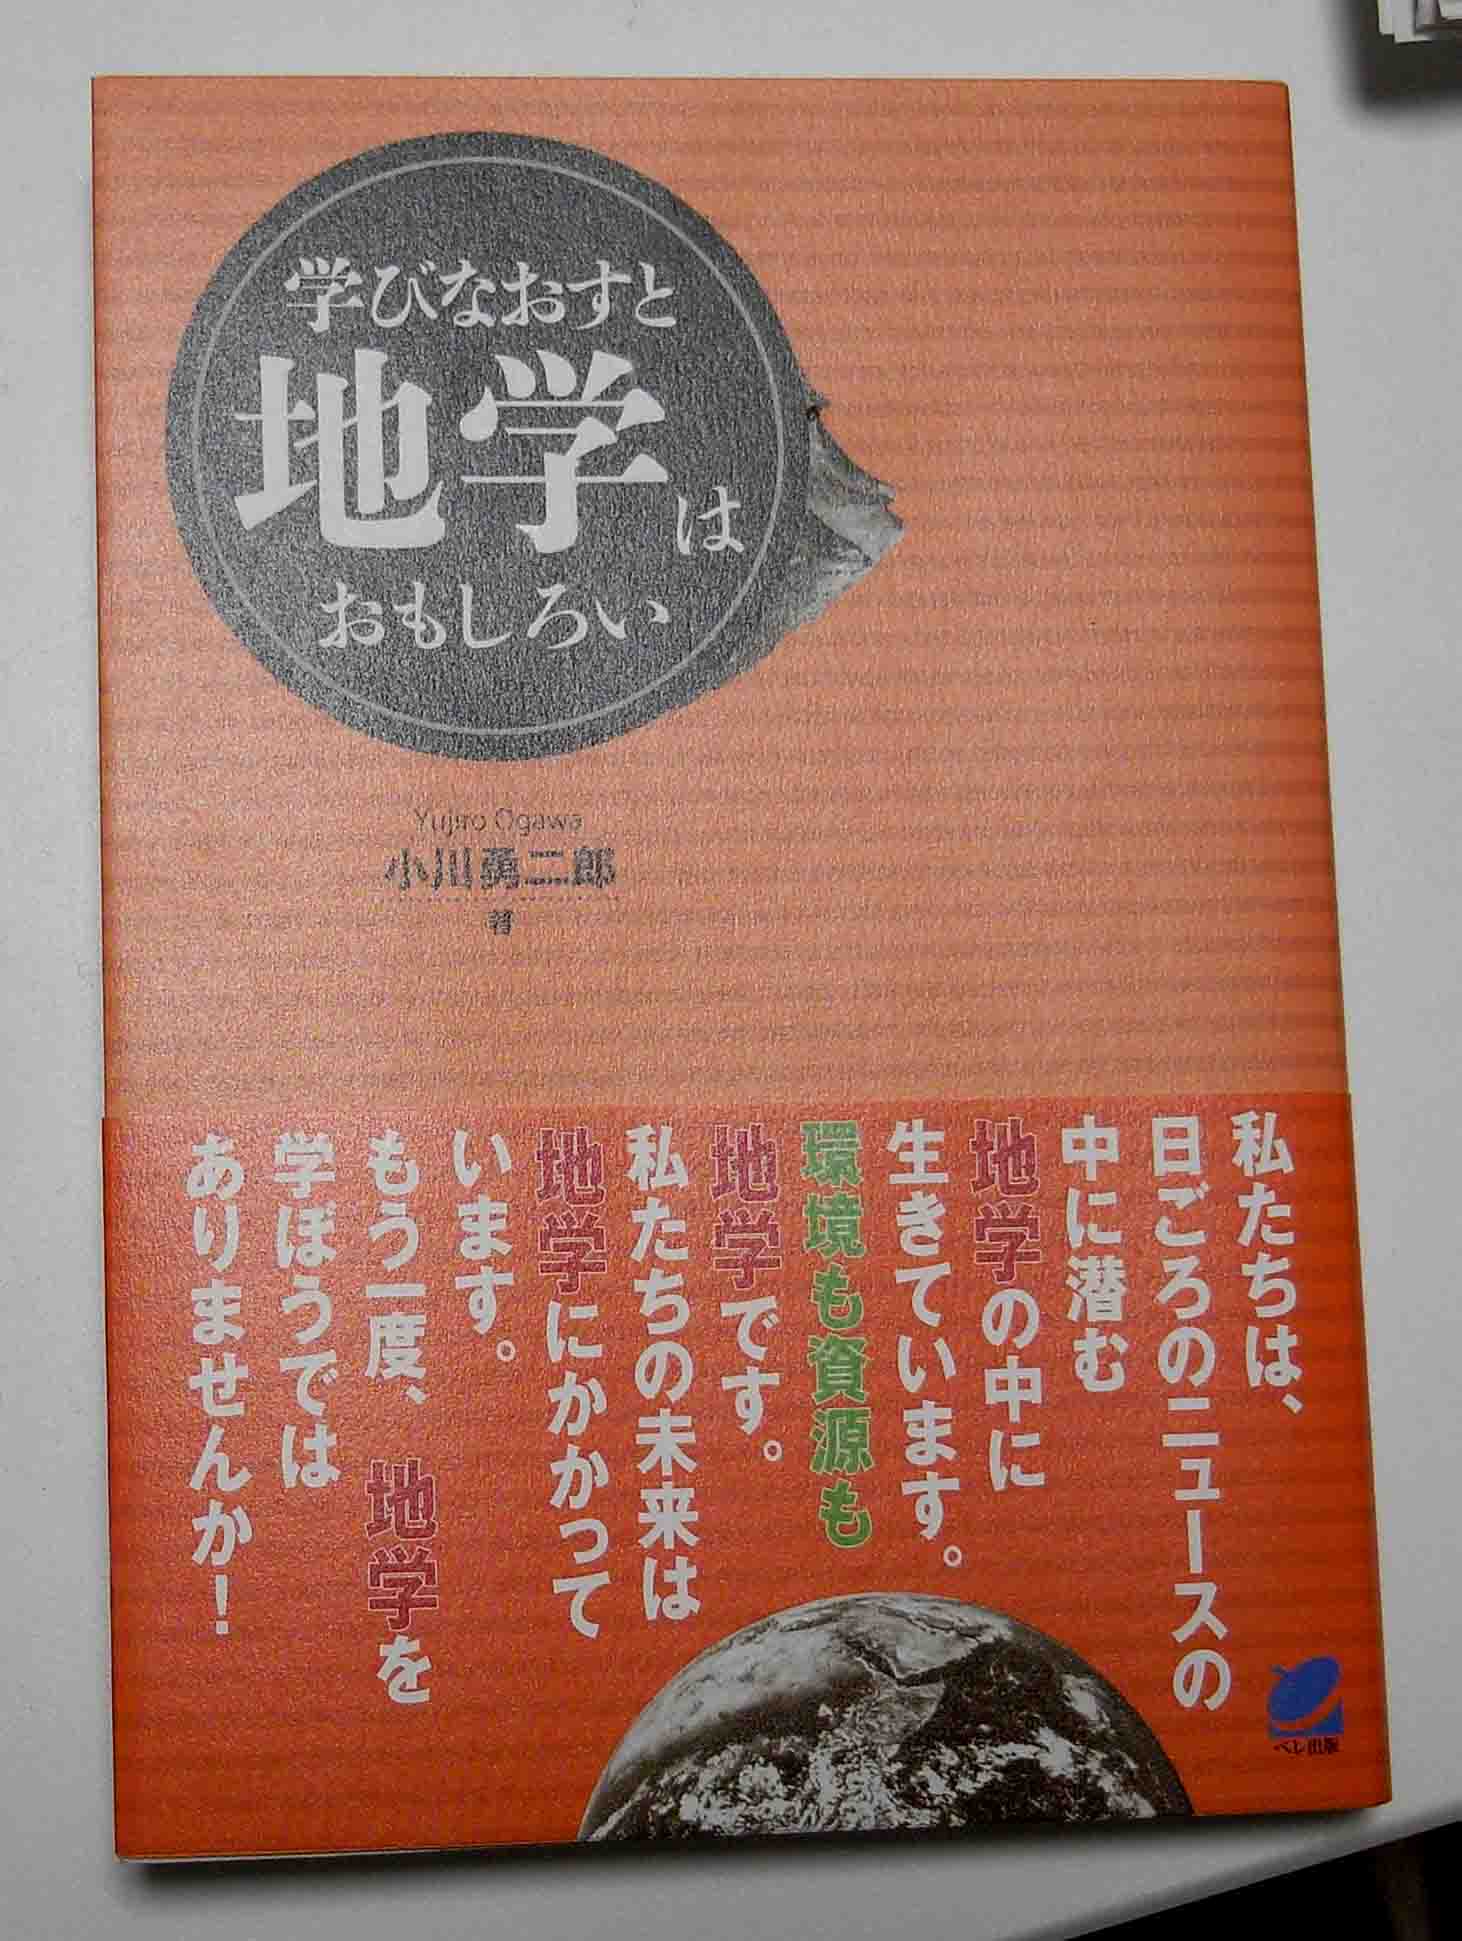 学びなおすと
地学は
おもしろい
Yujiro Ogawa
小川勇二郎
著
私たちは、
日ごろのニュースの
中に潜む
地学の中に
生きています。
環境も資源も
地学です。
私たちの未来は
地学にかかって
います。
もう一度、地学を
学ぼうでは
ありませんか!
ベレ出版